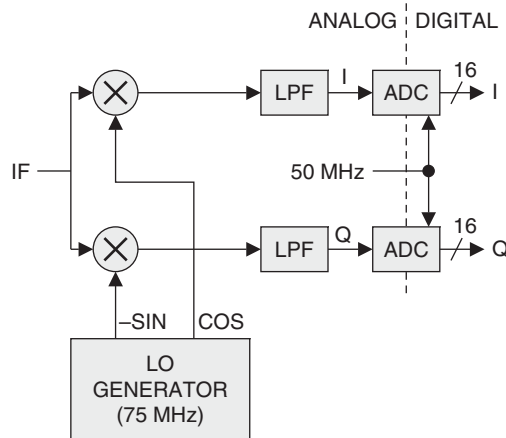 ANALOG DIGITAL
16
I
LPF
ADC
I
IF
50 MHz
16
Q
LPF
ADC
Q
–SIN
COS
LO
GENERATOR
(75 MHz)